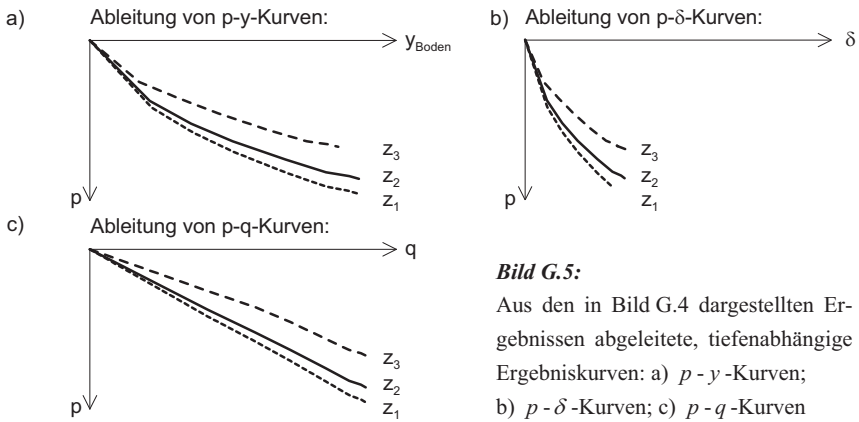 a) Ableitung von p-y-Kurven:
y_Boden
z3
z2
z1
p
b) Ableitung von p-δ-Kurven:
δ
z3
z2
z1
p
c) Ableitung von p-q-Kurven:
q
z3
z2
z1
p
Bild G.5:
Aus den in Bild G.4 dargestellten Er-
gebnissen abgeleitete, tiefenabhängige
Ergebniskurven: a) p - y -Kurven;
b) p - δ -Kurven; c) p - q -Kurven